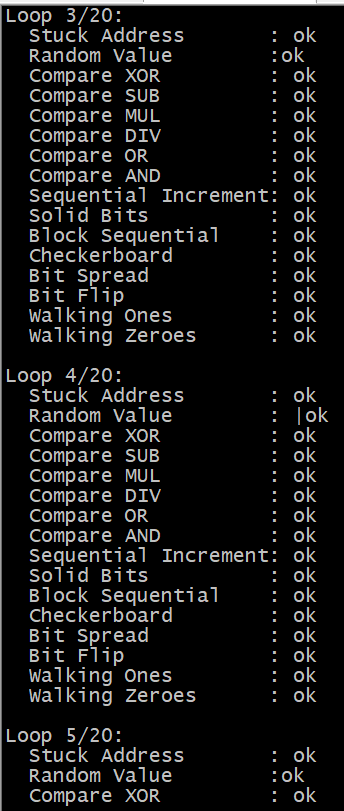 Loop 3/20:
  Stuck Address       : ok
  Random Value        :ok
  Compare XOR         : ok
  Compare SUB         : ok
  Compare MUL         : ok
  Compare DIV         : ok
  Compare OR          : ok
  Compare AND         : ok
  Sequential Increment: ok
  Solid Bits          : ok
  Block Sequential    : ok
  Checkerboard        : ok
  Bit Spread          : ok
  Bit Flip            : ok
  Walking Ones        : ok
  Walking Zeroes      : ok

Loop 4/20:
  Stuck Address       : ok
  Random Value        : |ok
  Compare XOR         : ok
  Compare SUB         : ok
  Compare MUL         : ok
  Compare DIV         : ok
  Compare OR          : ok
  Compare AND         : ok
  Sequential Increment: ok
  Solid Bits          : ok
  Block Sequential    : ok
  Checkerboard        : ok
  Bit Spread          : ok
  Bit Flip            : ok
  Walking Ones        : ok
  Walking Zeroes      : ok

Loop 5/20:
  Stuck Address       : ok
  Random Value        :ok
  Compare XOR         : ok